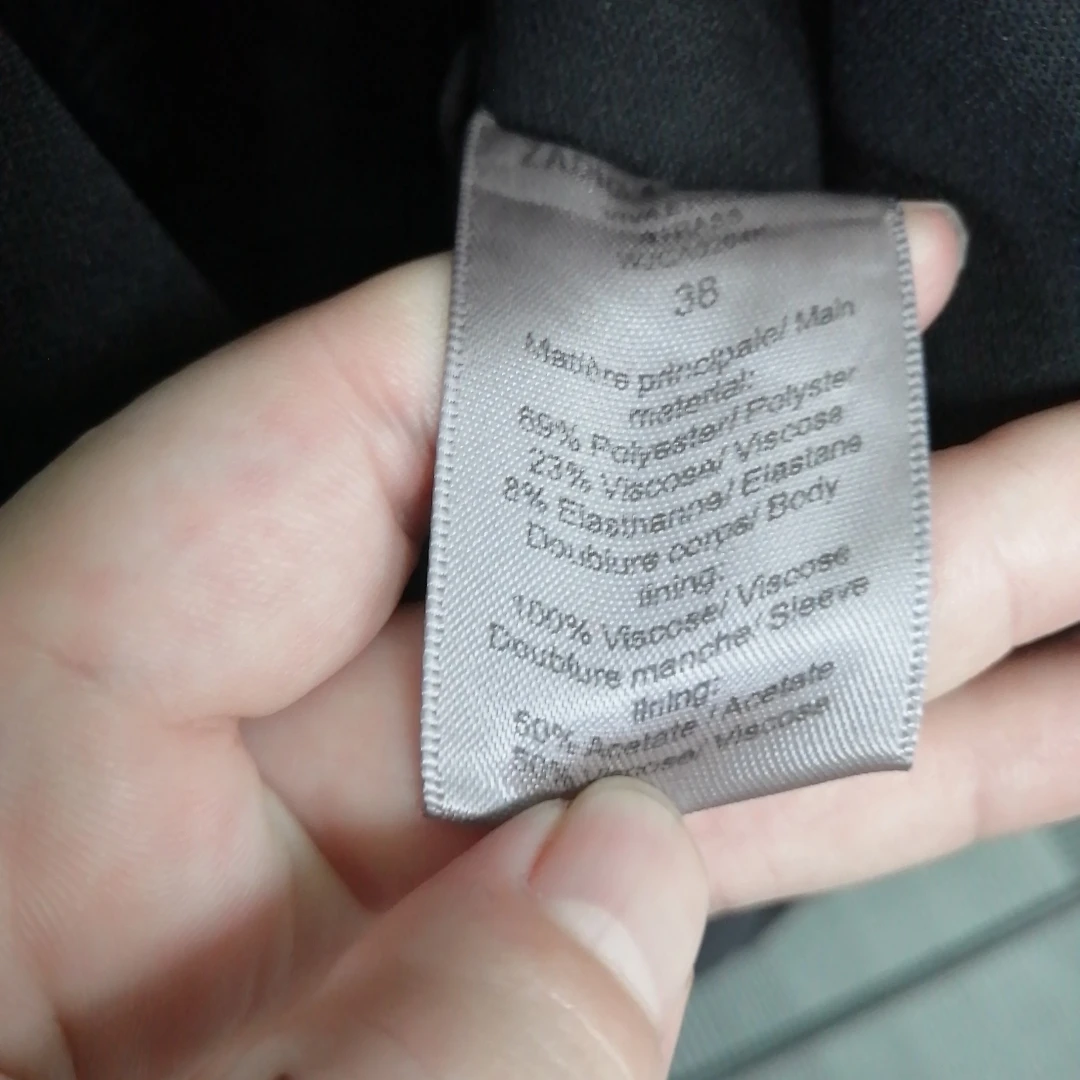 38
Matière principale/ Main
material:
69% Polyester/ Polyster
23% Viscose/ Viscose
8% Elasthanne/ Elastane
Doublure corps/ Body
lining:
100% Viscose/ Viscose
Doublure manche/ Sleeve
lining:
Acetate / Acetate
Viscose